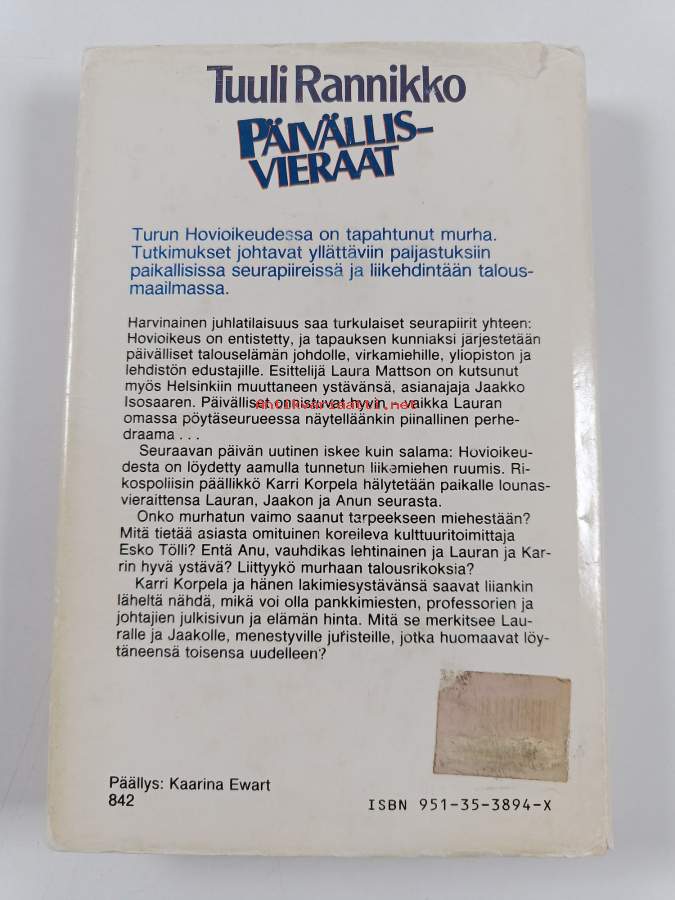 Tuuli Rannikko
PÄIVÄLLIS-
VIERAAT
Turun Hovioikeudessa on tapahtunut murha.
Tutkimukset johtavat yllättäviin paljastuksiin
paikallisissa seurapiireissä ja liikehdintään talous-
maailmassa.
Harvinainen juhlatilaisuus saa turkulaiset seurapiirit yhteen:
Hovioikeus on entistetty, ja tapauksen kunniaksi järjestetään
päivälliset talouselämän johdolle, virkamiehille, yliopiston ja
lehdistön edustajille. Esittelijä Laura Mattson on kutsunut
myös Helsinkiin muuttaneen ystävänsä, asianajaja Jaakko
Isosaaren. Päivälliset onnistuvat hyvin, – vaikka Lauran
antikvariaatti.net
omassa pöytäseurueessa näytelläänkin piinallinen perhe-
draama . . .
Seuraavan päivän uutinen iskee kuin salama: Hovioikeu-
desta on löydetty aamulla tunnetun liikemiehen ruumis. Ri-
kospoliisin päällikkö Karri Korpela hälytetään paikalle lounas-
vieraittensa Lauran, Jaakon ja Anun seurasta.
Onko murhatun vaimo saanut tarpeekseen miehestään?
Mitä tietää asiasta omituinen koreileva kulttuuritoimittaja
Esko Tölli? Entä Anu, vauhdikas lehtinainen ja Lauran ja Kar-
rin hyvä ystävä? Liittyykö murhaan talousrikoksia?
Karri Korpela ja hänen lakimiesystävänsä saavat liiankin
läheltä nähdä, mikä voi olla pankkimiesten, professorien ja
johtajien julkisivun ja elämän hinta. Mitä se merkitsee Lau-
ralle ja Jaakolle, menestyville juristeille, jotka huomaavat löy-
täneensä toisensa uudelleen?
Päällys: Kaarina Ewart
842
ISBN 951-35-3894-X